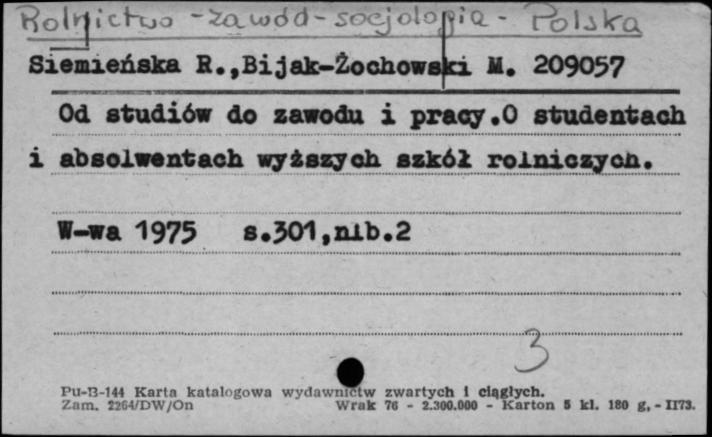 Rolnictwo - zawód - socjologia - Polska
Siemieńska R.,Bijak-Żochowski M. 209057
Od studiów do zawodu i pracy.O studentach
i absolwentach wyższych szkół rolniczych.
W-wa 1975 s.301,nlb.2
3
Pu-B-144 Karta katalogowa wydawnictw zwartych i ciągłych.
Zam. 2264/DW/On Wrak 76 - 2.300.000 - Karton 5 kl. 180 g, - II73.